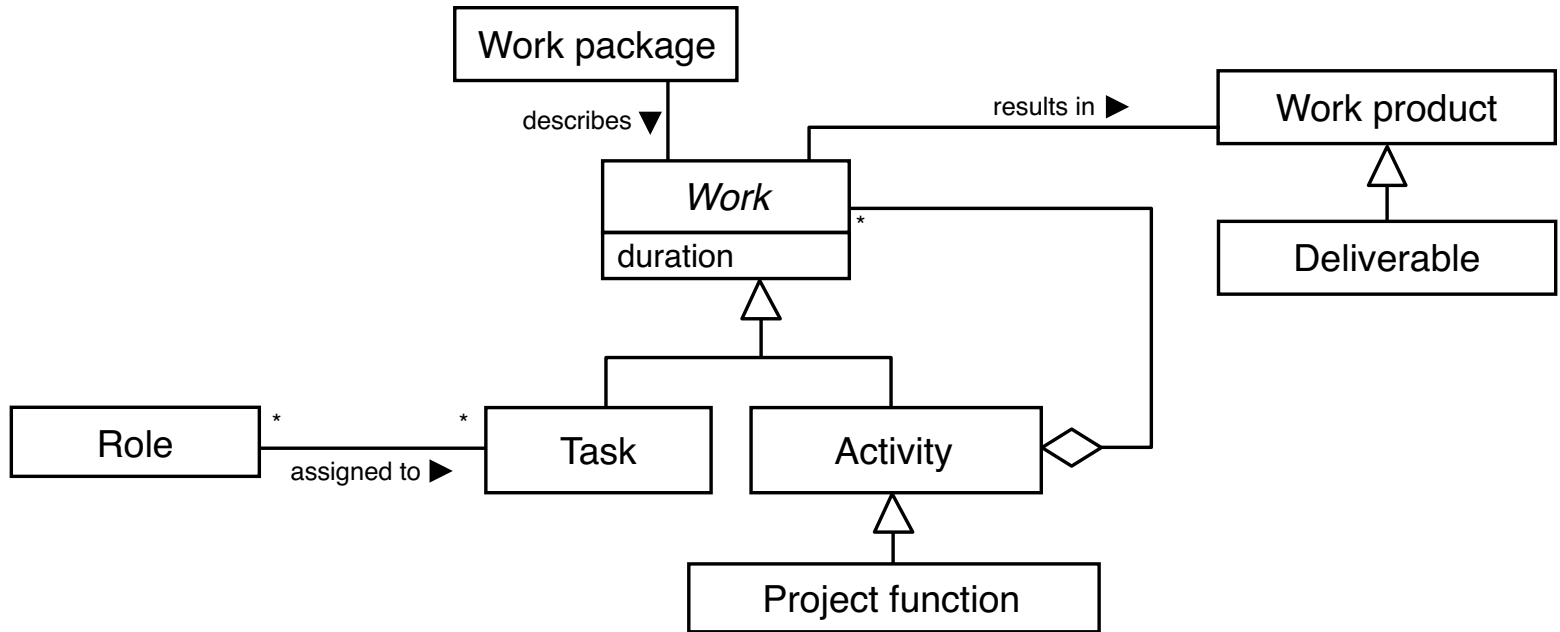 Work package
describes ▼
results in ▶
Work product
Work
*
duration
Deliverable
Role
*
*
assigned to ▶
Task
Activity
Project function